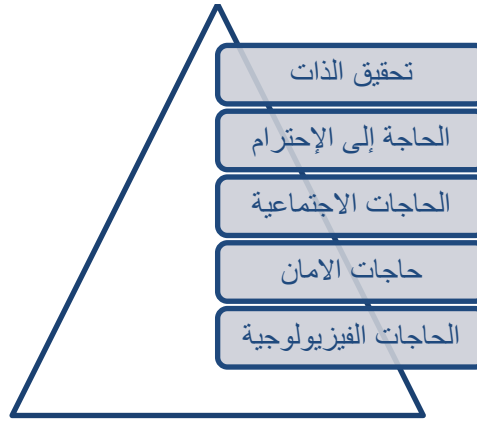 تحقيق الذات
الحاجة إلى الإحترام
الحاجات الاجتماعية
حاجات الامان
الحاجات الفيزيولوجية